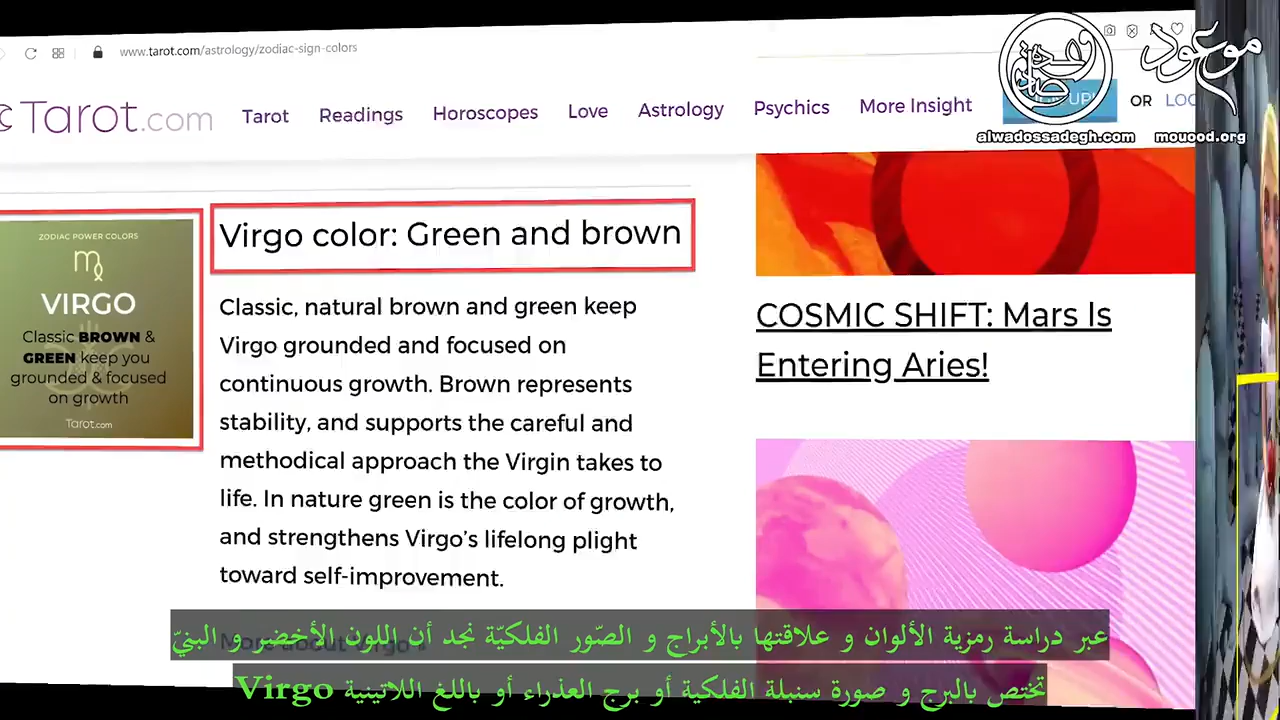 www.tarot.com/astrology/zodiac-sign-colors
Tarot.com
Tarot Readings Horoscopes Love Astrology Psychics More Insight
UP! OR LOG
موعود
alwadossadegh.com mouood.org
ZODIAC POWER COLORS
VIRGO
Classic BROWN &
GREEN keep you
grounded & focused
on growth
Tarot.com
Virgo color: Green and brown
Classic, natural brown and green keep
Virgo grounded and focused on
continuous growth. Brown represents
stability, and supports the careful and
methodical approach the Virgin takes to
life. In nature green is the color of growth,
and strengthens Virgo's lifelong plight
toward self-improvement.
More about Virgo
COSMIC SHIFT: Mars Is
Entering Aries!
عبر دراسة رمزية الألوان و علاقتها بالأبراج و الصّور الفلكيّة نجد أن اللون الأخضر و البنيّ
تختص بالبرج و صورة سنبلة الفلكية أو برج العذراء أو باللغ اللاتينية Virgo